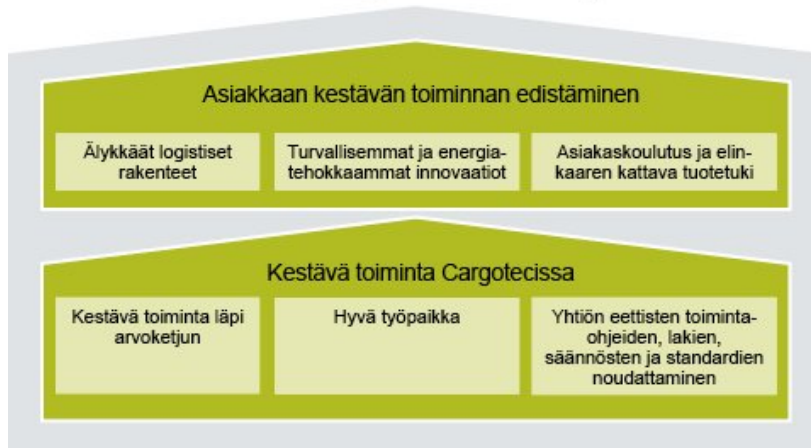 Asiakkaan kestävän toiminnan edistäminen
Älykkäät logistiset
rakenteet
Turvallisemmat ja energia-
tehokkaammat innovaatiot
Asiakaskoulutus ja elin-
kaaren kattava tuotetuki
Kestävä toiminta Cargotecissa
Kestävä toiminta läpi
arvoketjun
Hyvä työpaikka
Yhtiön eettisten toiminta-
ohjeiden, lakien,
säännösten ja standardien
noudattaminen